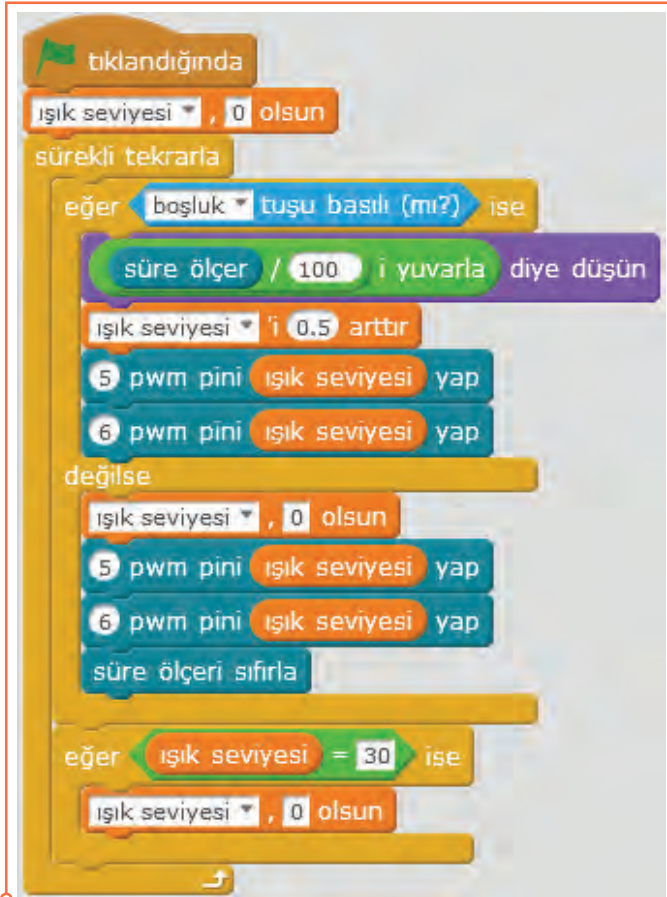 tıklandığında
ışık seviyesi , 0 olsun
sürekli tekrarla
eğer boşluk tuşu basılı (mı?) ise
süre ölçer / 100 i yuvarla diye düşün
ışık seviyesi 'i 0.5 arttır
5 pwm pini ışık seviyesi yap
6 pwm pini ışık seviyesi yap
değilse
ışık seviyesi , 0 olsun
5 pwm pini ışık seviyesi yap
6 pwm pini ışık seviyesi yap
süre ölçeri sıfırla
eğer ışık seviyesi = 30 ise
ışık seviyesi , 0 olsun